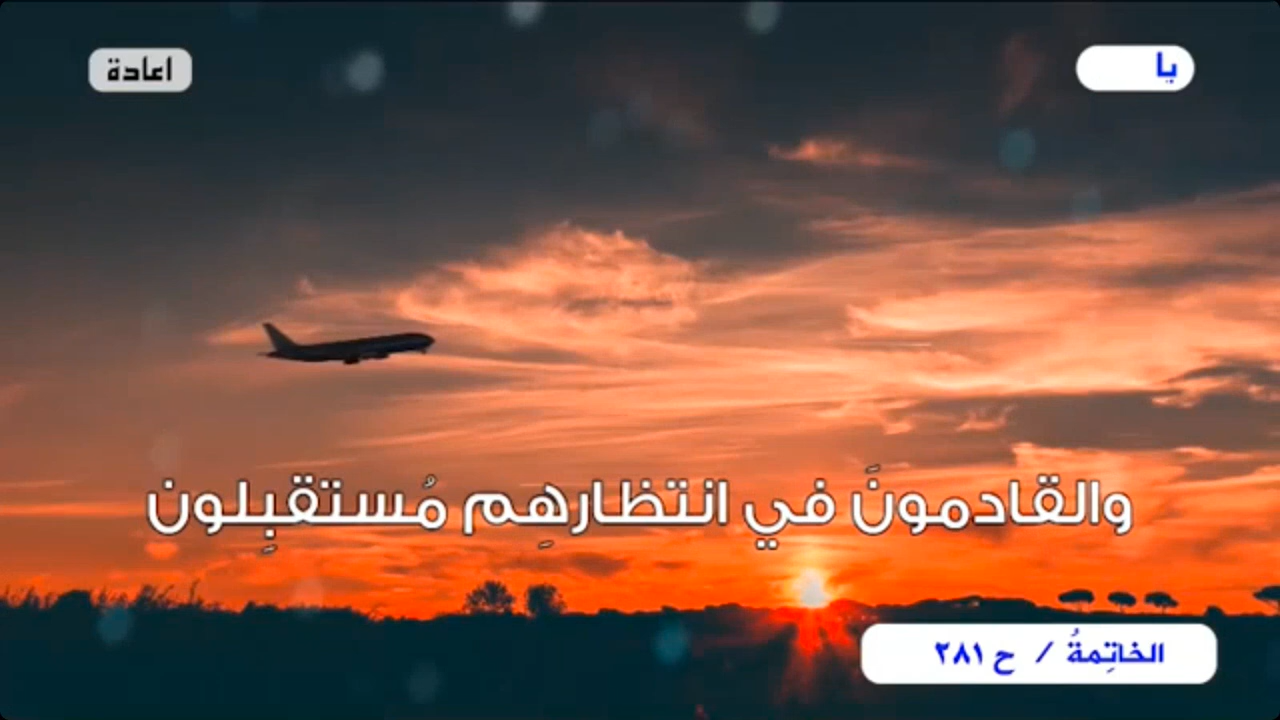 يا
اعادة
والقادمونَ في انتظارهِم مُستقبِلون
الخاتِمةُ / ح ٢٨١